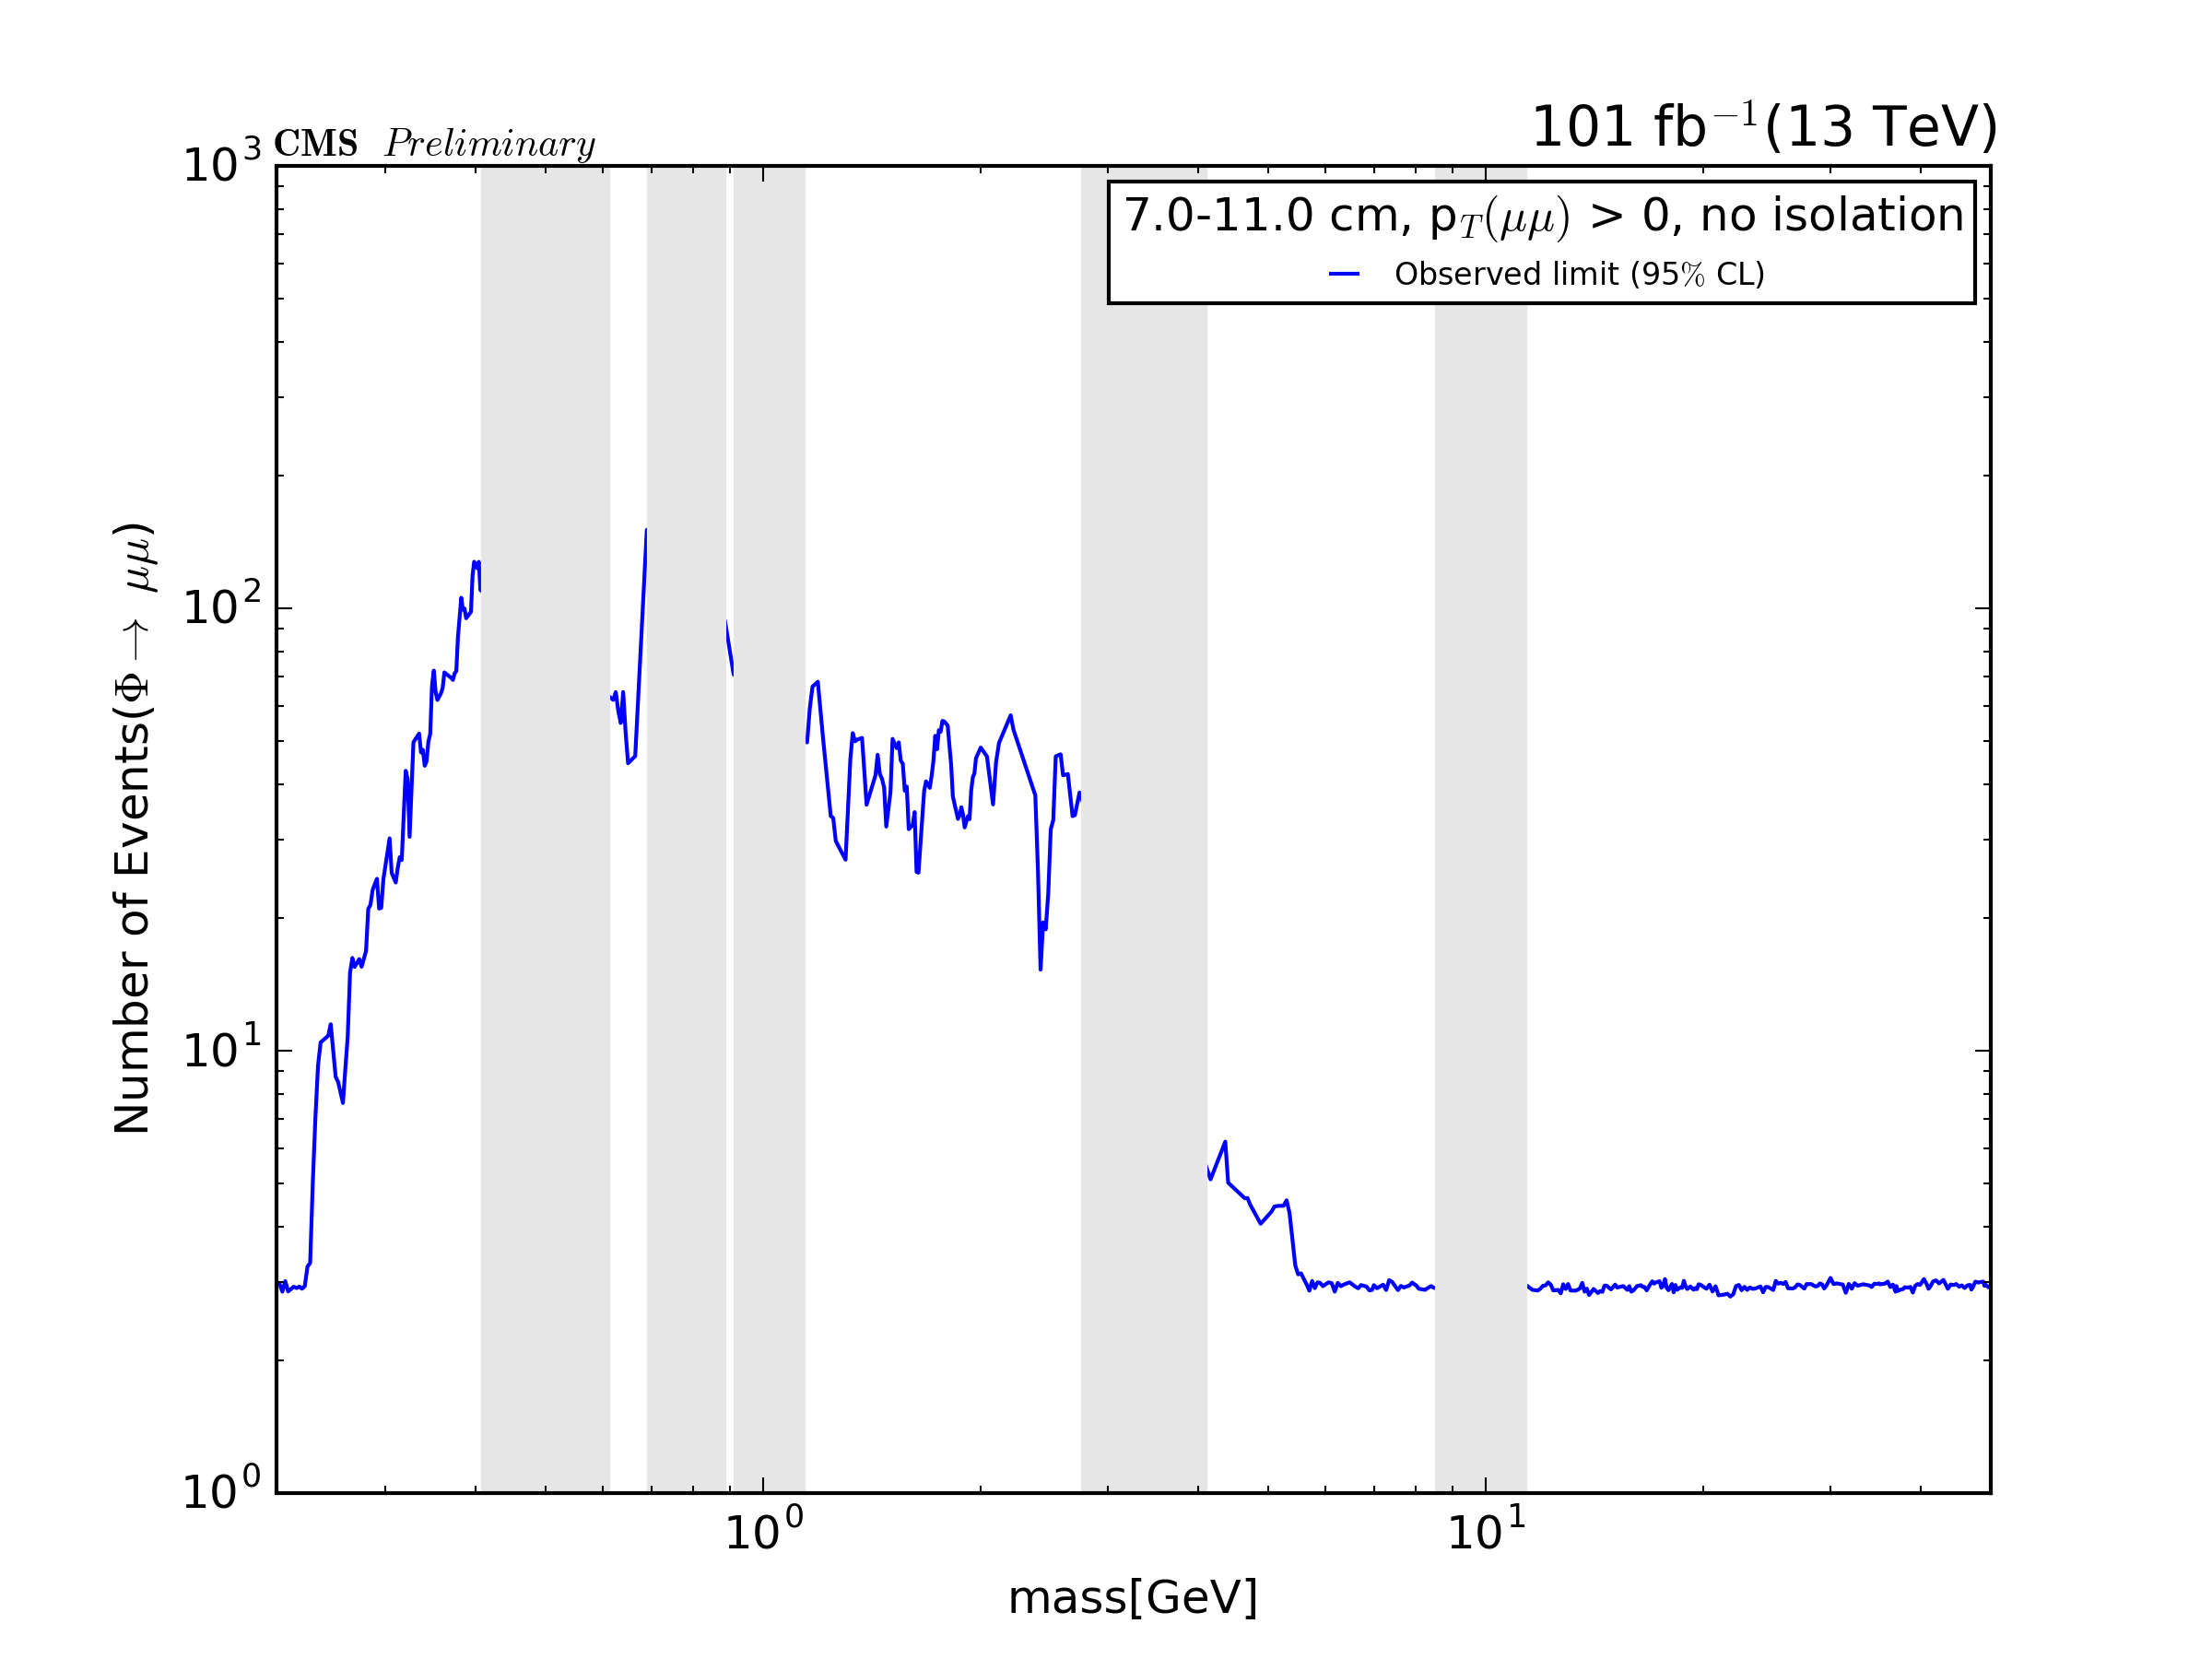 CMS Preliminary
101 fb⁻¹(13 TeV)
7.0-11.0 cm, p_T(μμ) > 0, no isolation
Observed limit (95% CL)
Number of Events(Φ→ μμ)
10³
10²
10¹
10⁰
10⁰
10¹
mass[GeV]